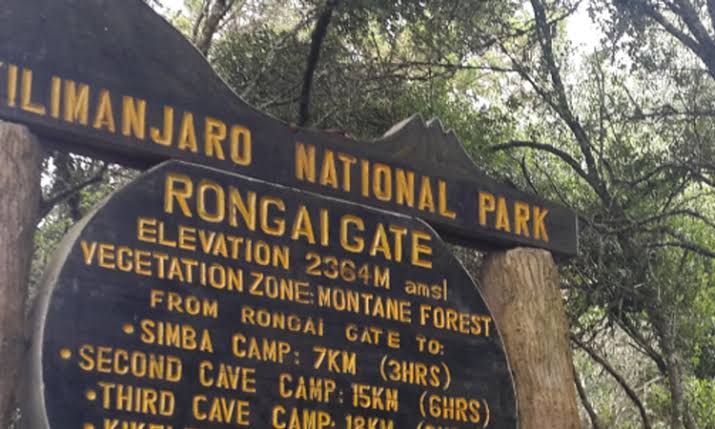 KILIMANJARO NATIONAL PARK
RONGAI GATE
ELEVATION 2364M amsl
VEGETATION ZONE: MONTANE FOREST
FROM RONGAI GATE TO:
• SIMBA CAMP: 7KM (3HRS)
• SECOND CAVE CAMP: 15KM (6HRS)
• THIRD CAVE CAMP: 18KM